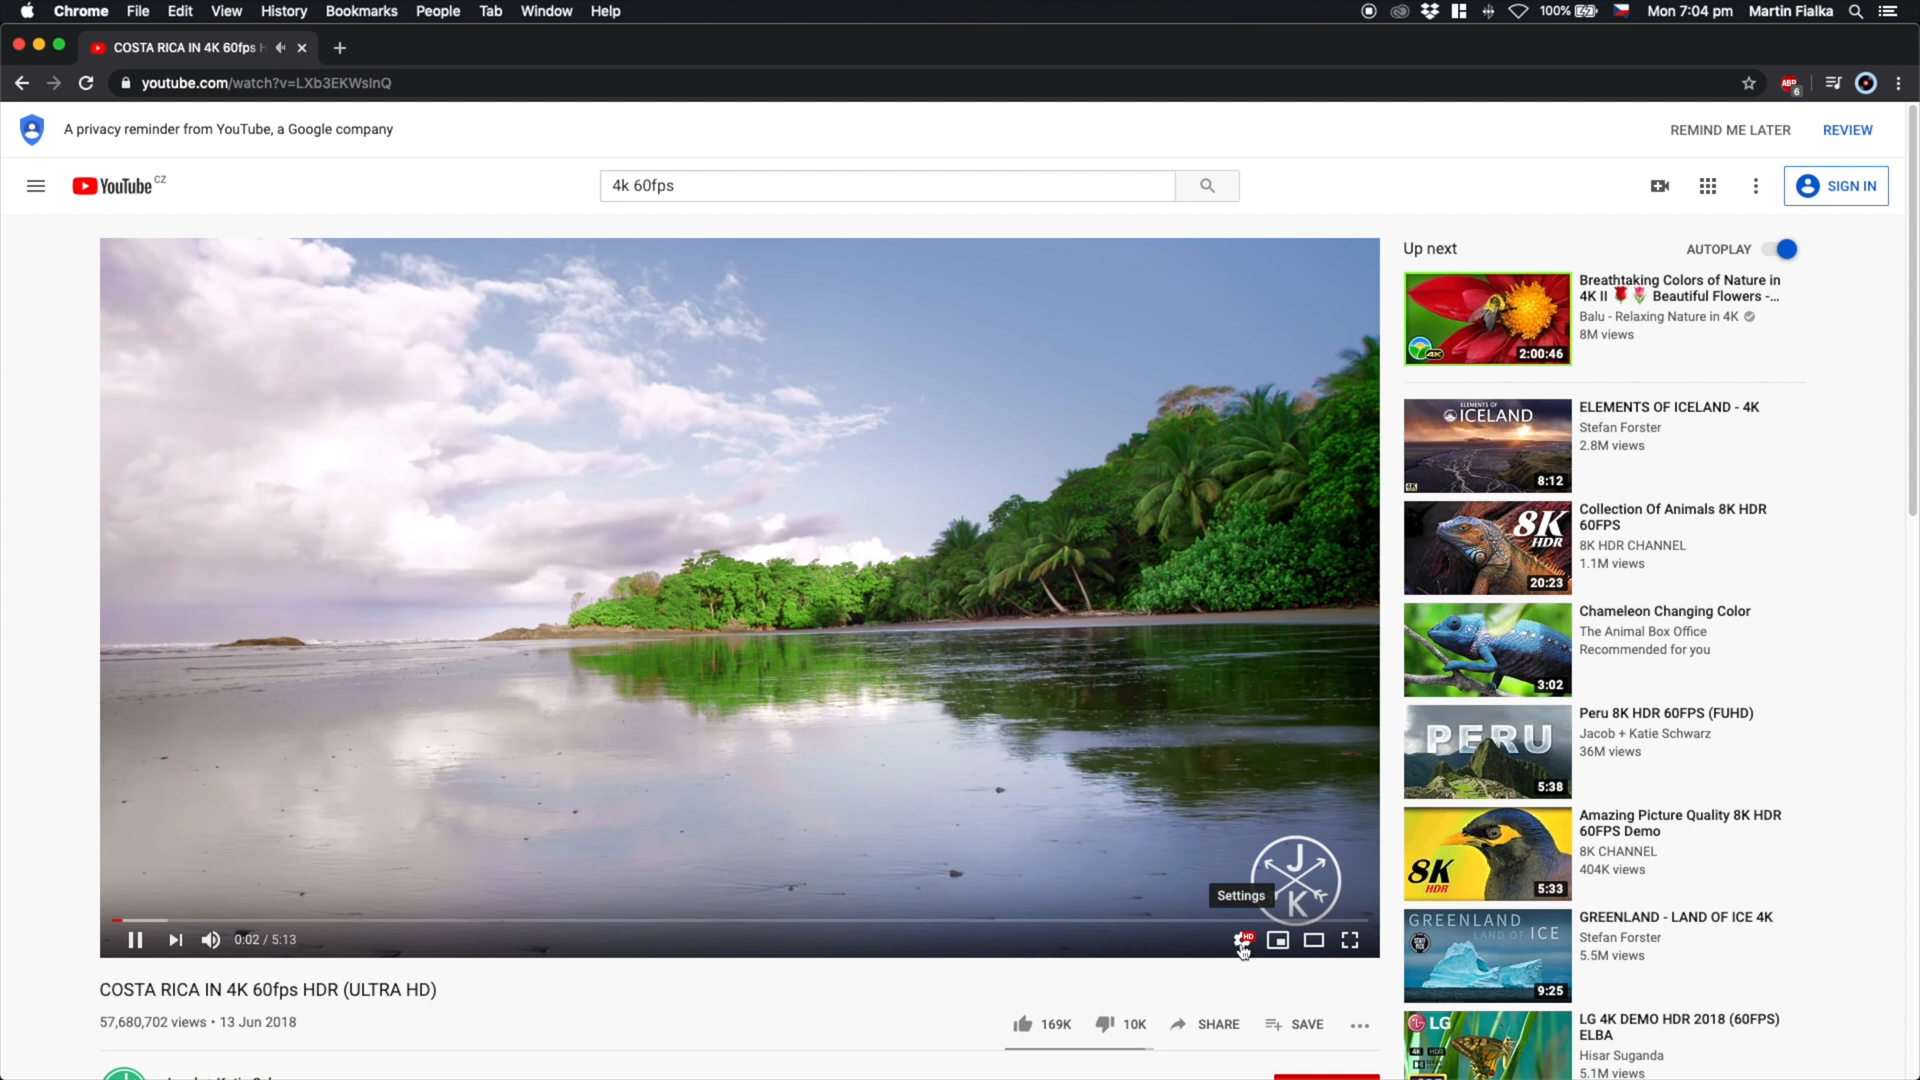 Chrome File Edit View History Bookmarks People Tab Window Help
100% Mon 7:04 pm Martin Fialka
COSTA RICA IN 4K 60fps H
youtube.com/watch?v=LXb3EKWsInQ
ABP 6
A privacy reminder from YouTube, a Google company
REMIND ME LATER REVIEW
YouTube CZ
4k 60fps
SIGN IN
Up next
AUTOPLAY
4K
2:00:46
Breathtaking Colors of Nature in
4K II 🌹🌷 Beautiful Flowers -...
Balu - Relaxing Nature in 4K
8M views
ELEMENTS OF
ICELAND
4K
8:12
ELEMENTS OF ICELAND - 4K
Stefan Forster
2.8M views
8K
HDR
20:23
Collection Of Animals 8K HDR
60FPS
8K HDR CHANNEL
1.1M views
3:02
Chameleon Changing Color
The Animal Box Office
Recommended for you
PERU
5:38
Peru 8K HDR 60FPS (FUHD)
Jacob + Katie Schwarz
36M views
8K
HDR
5:33
Amazing Picture Quality 8K HDR
60FPS Demo
8K CHANNEL
404K views
GREENLAND
LAND OF ICE
9:25
GREENLAND - LAND OF ICE 4K
Stefan Forster
5.5M views
LG
4K HDR
LG 4K DEMO HDR 2018 (60FPS)
ELBA
Hisar Suganda
5.1M views
J
K
Settings
0:02 / 5:13
HD
COSTA RICA IN 4K 60fps HDR (ULTRA HD)
57,680,702 views • 13 Jun 2018
169K 10K SHARE SAVE